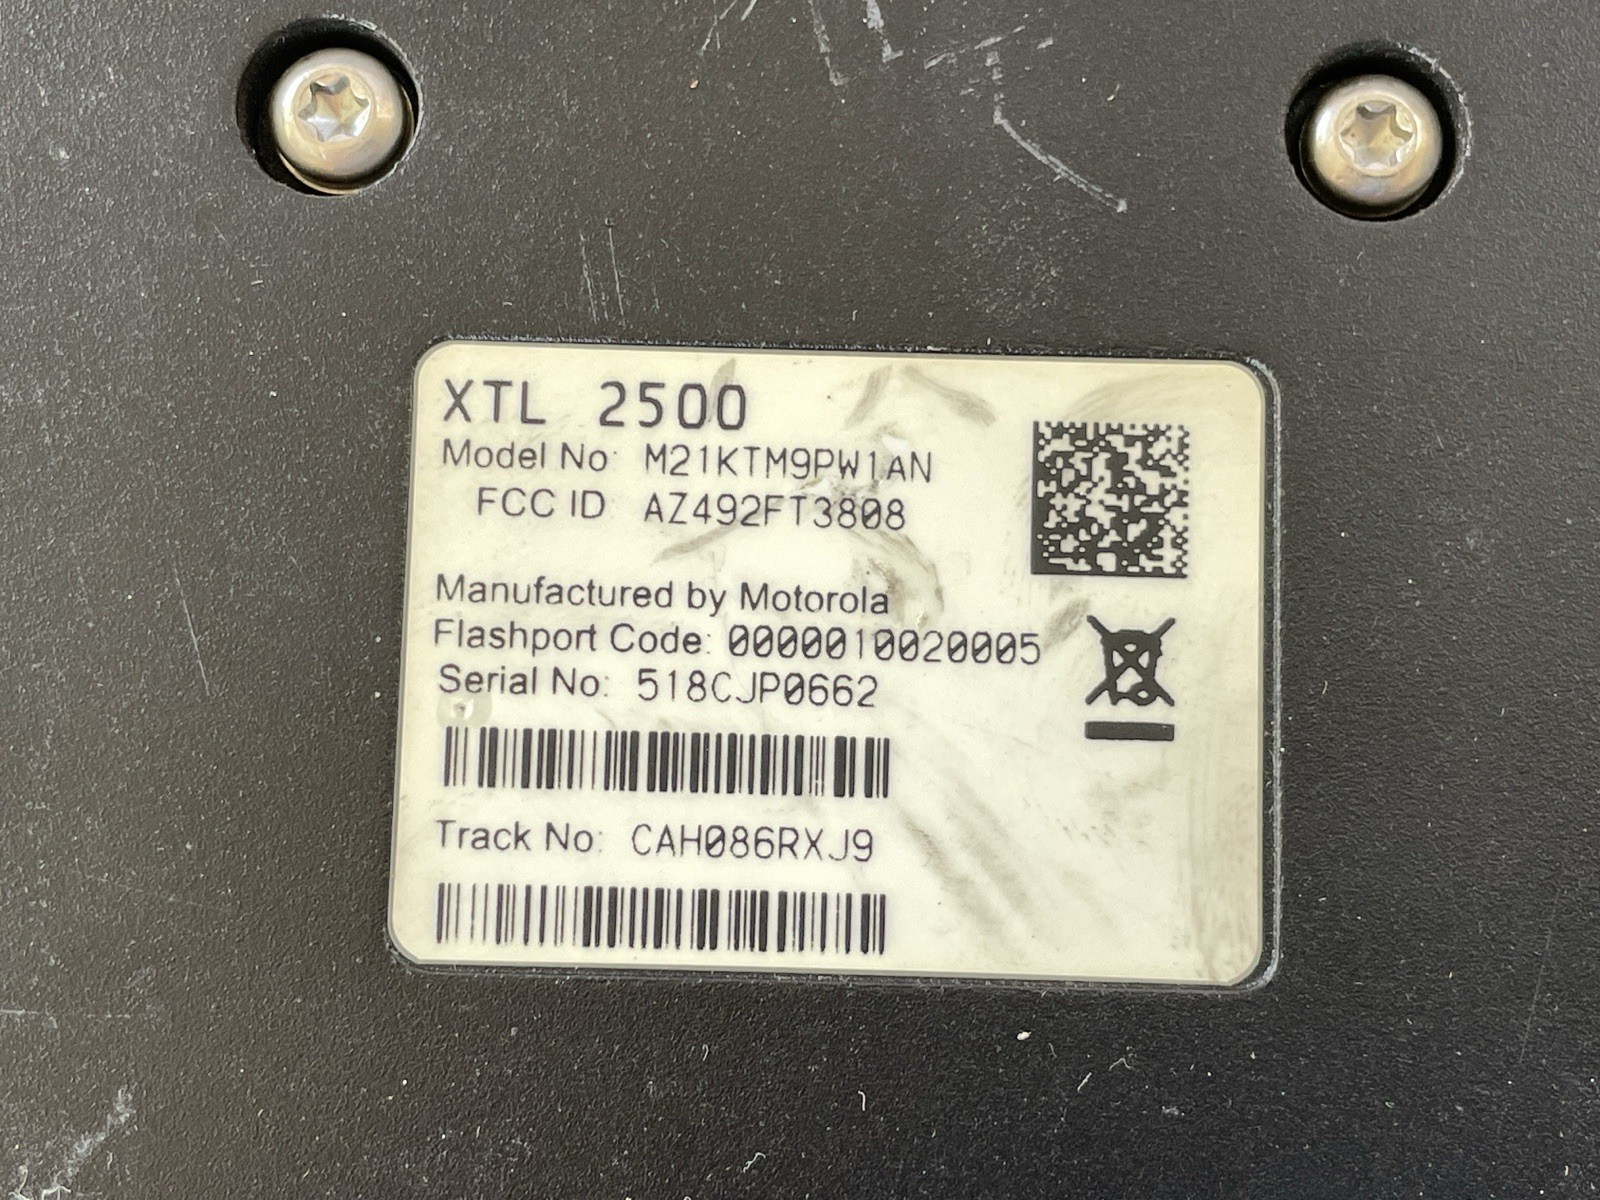 XTL 2500
Model No: M21KTM9PW1AN
FCC ID AZ492FT3808
Manufactured by Motorola
Flashport Code: 0000010020005
Serial No: 518CJP0662
Track No: CAH086RXJ9